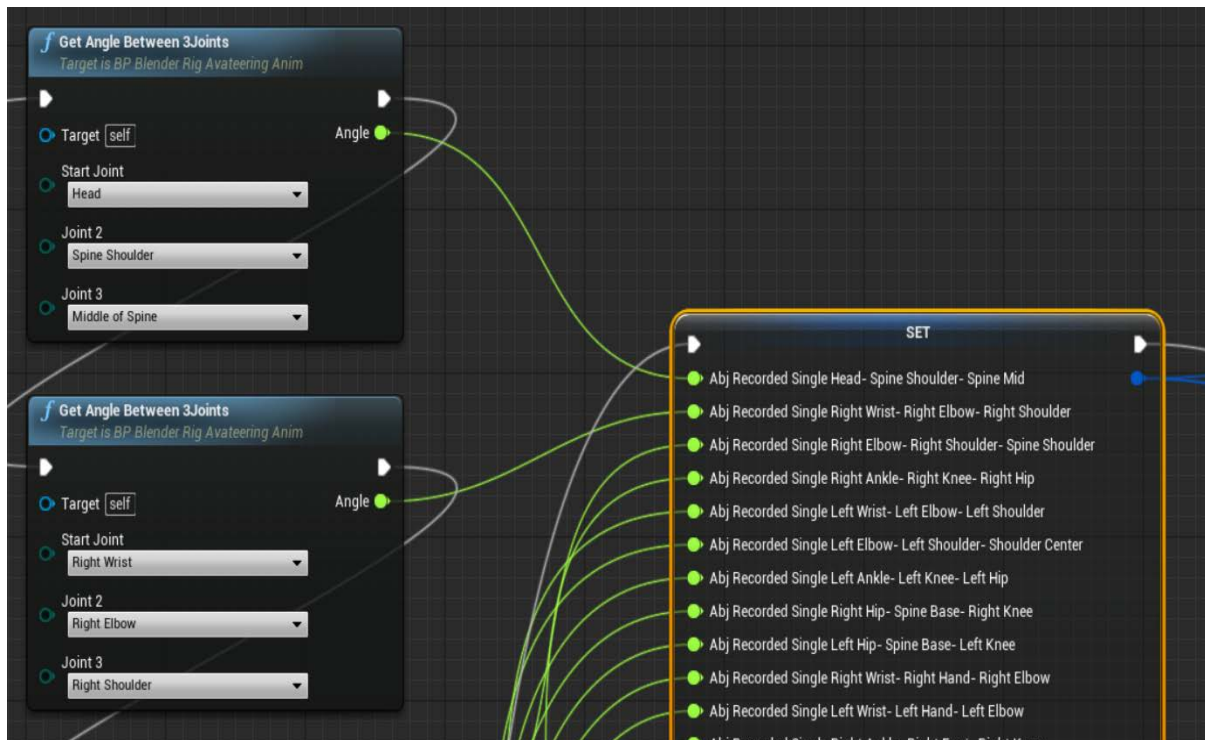 f Get Angle Between 3Joints
Target is BP Blender Rig Avateering Anim
Target self
Angle
Start Joint
Head
Joint 2
Spine Shoulder
Joint 3
Middle of Spine
f Get Angle Between 3Joints
Target is BP Blender Rig Avateering Anim
Target self
Angle
Start Joint
Right Wrist
Joint 2
Right Elbow
Joint 3
Right Shoulder
SET
Abj Recorded Single Head- Spine Shoulder- Spine Mid
Abj Recorded Single Right Wrist- Right Elbow- Right Shoulder
Abj Recorded Single Right Elbow- Right Shoulder- Spine Shoulder
Abj Recorded Single Right Ankle- Right Knee- Right Hip
Abj Recorded Single Left Wrist- Left Elbow- Left Shoulder
Abj Recorded Single Left Elbow- Left Shoulder- Shoulder Center
Abj Recorded Single Left Ankle- Left Knee- Left Hip
Abj Recorded Single Right Hip- Spine Base- Right Knee
Abj Recorded Single Left Hip- Spine Base- Left Knee
Abj Recorded Single Right Wrist- Right Hand- Right Elbow
Abj Recorded Single Left Wrist- Left Hand- Left Elbow